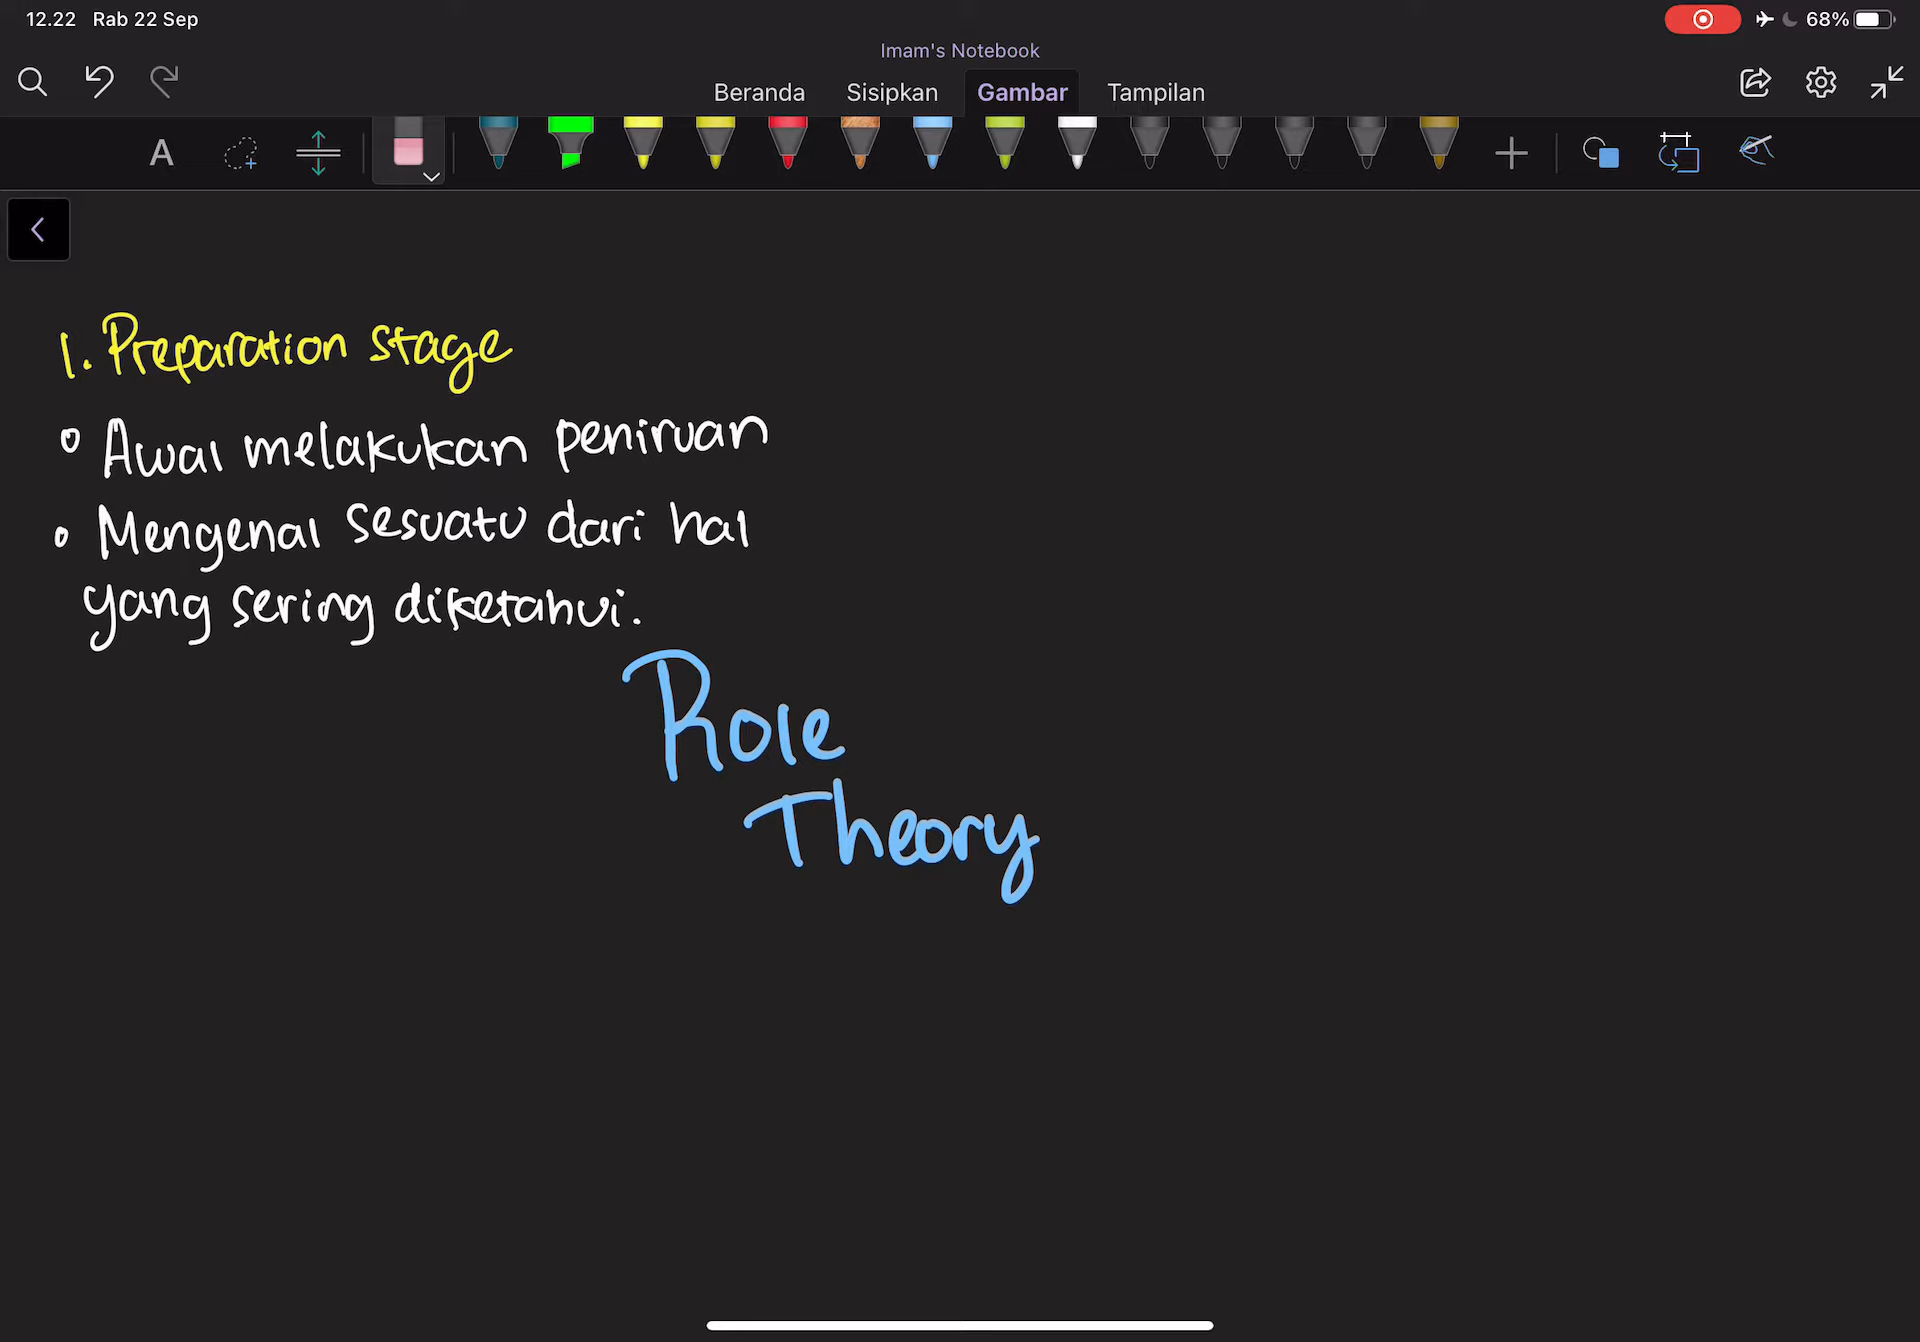 12.22 Rab 22 Sep
68%
Imam's Notebook
Beranda Sisipkan Gambar Tampilan
A
1. Preparation stage
Awal melakukan peniruan
Mengenal sesuatu dari hal
yang sering diketahui.
Role
Theory